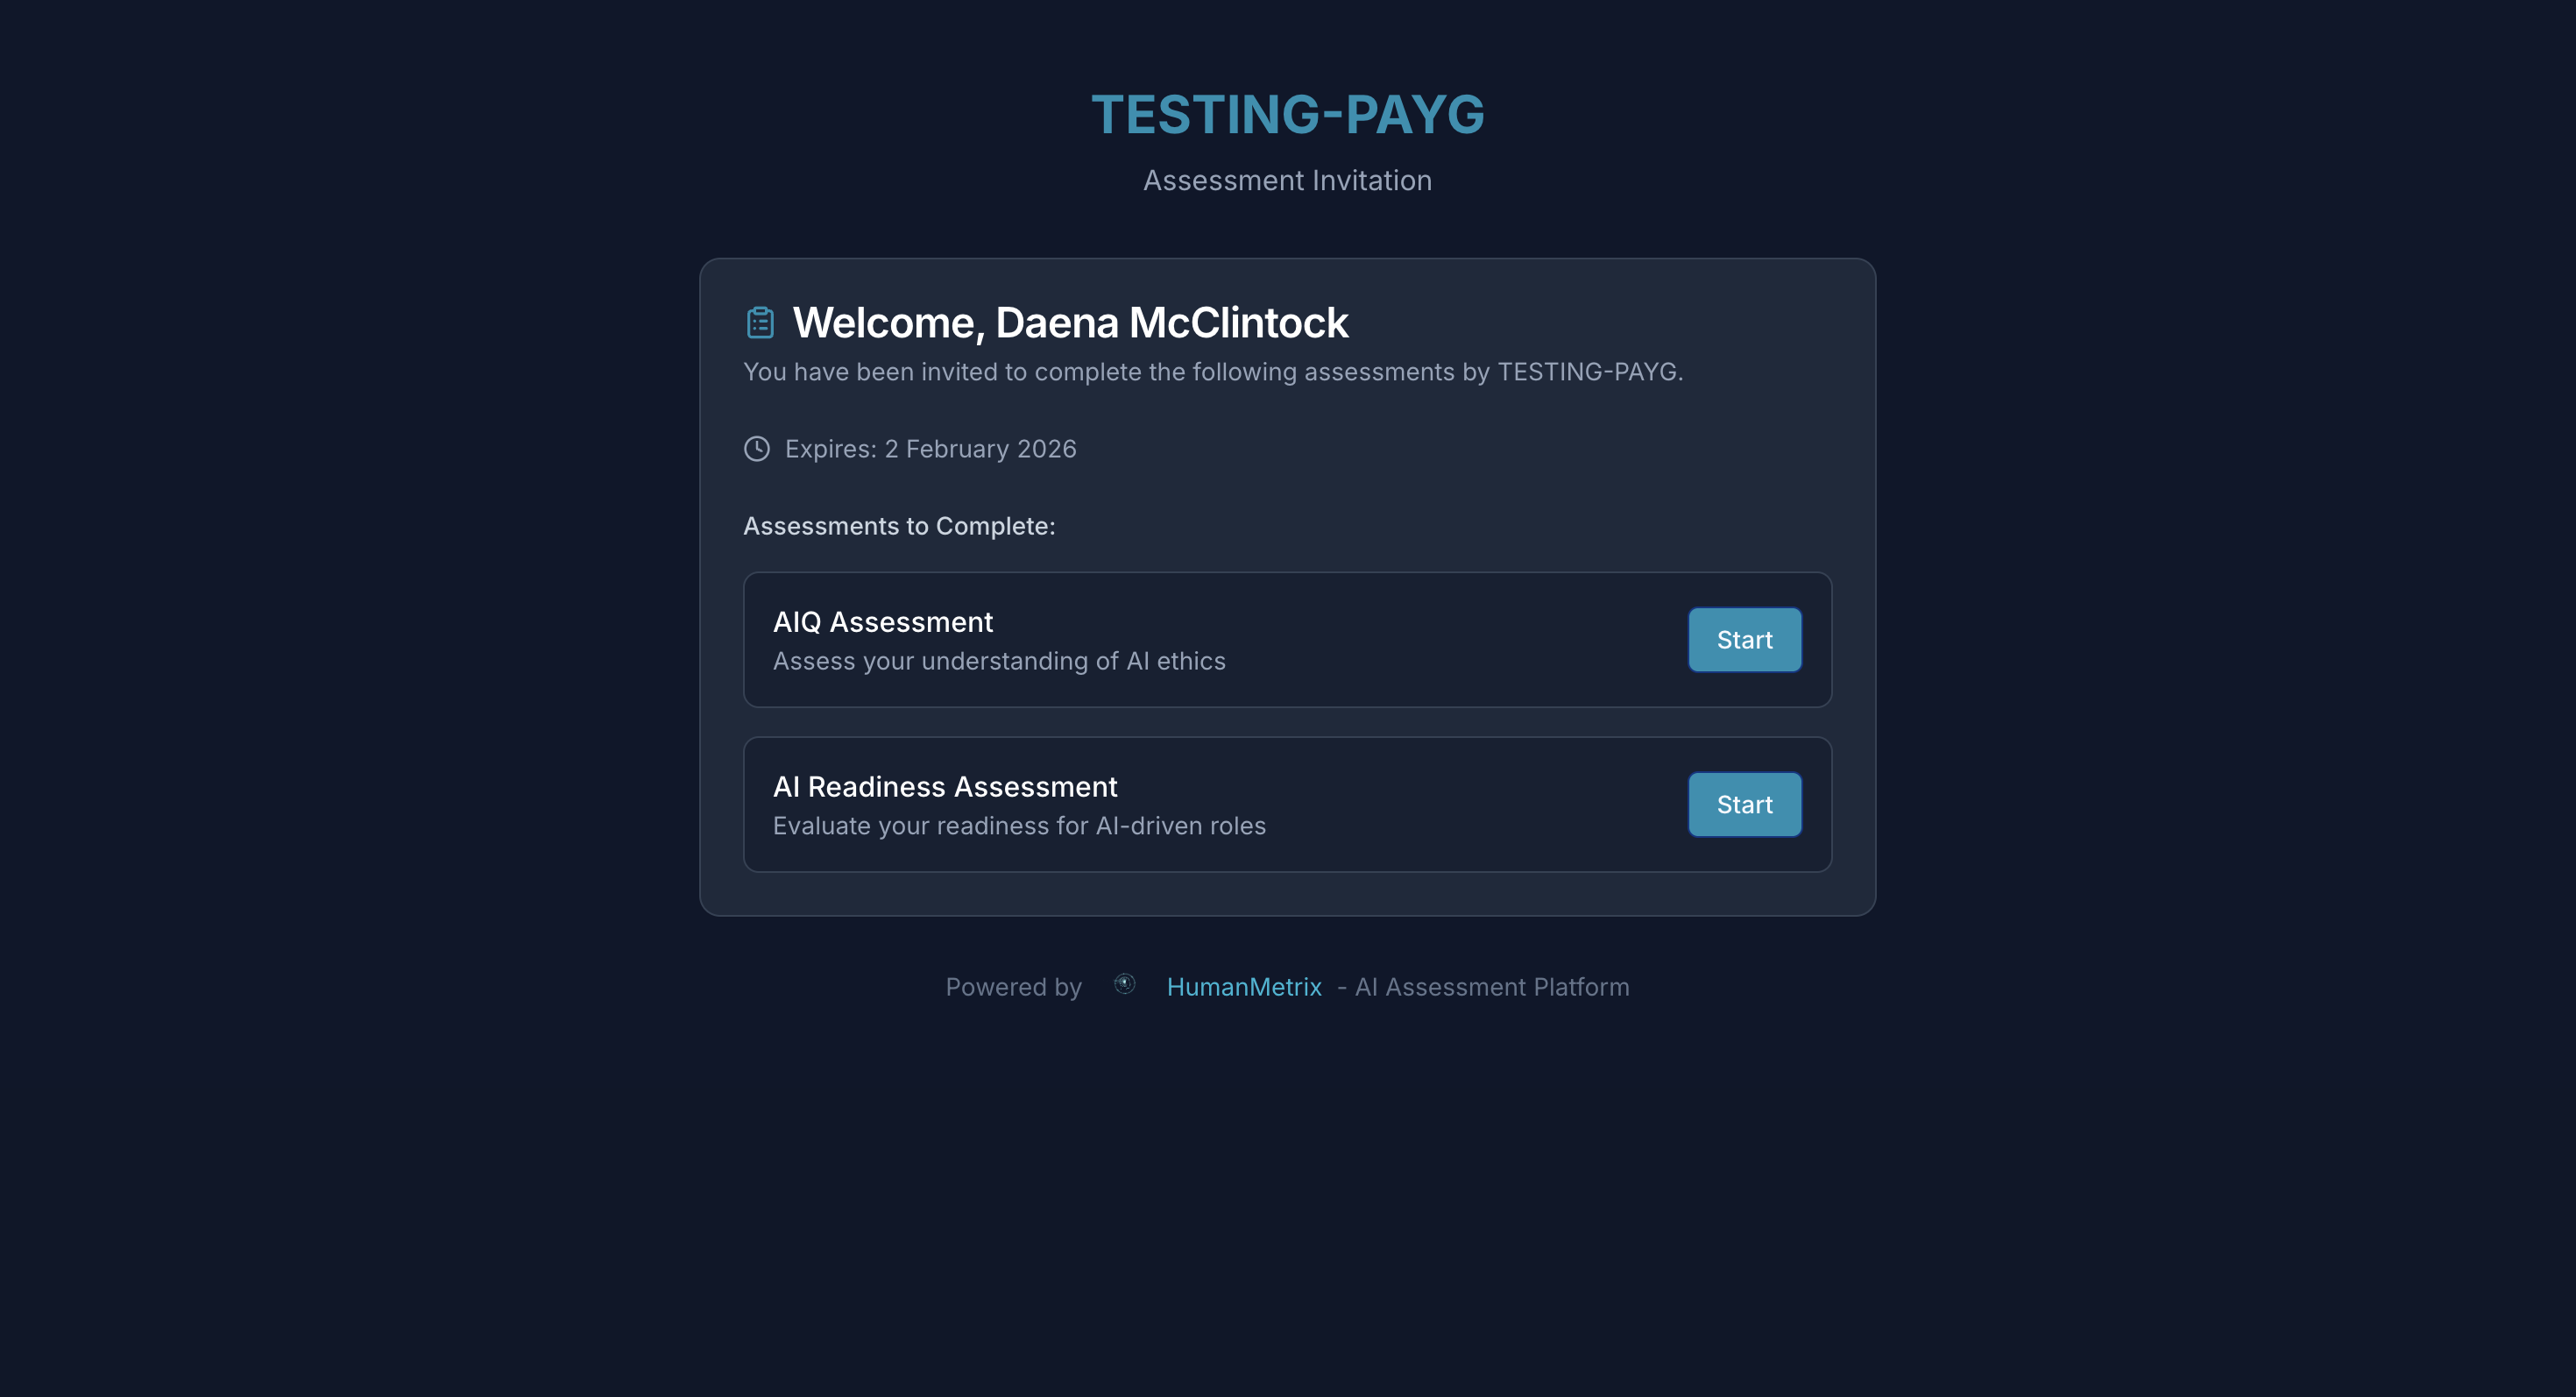 TESTING-PAYG
Assessment Invitation
Welcome, Daena McClintock
You have been invited to complete the following assessments by TESTING-PAYG.
Expires: 2 February 2026
Assessments to Complete:
AIQ Assessment
Assess your understanding of AI ethics
Start
AI Readiness Assessment
Evaluate your readiness for AI-driven roles
Start
Powered by HumanMetrix - AI Assessment Platform